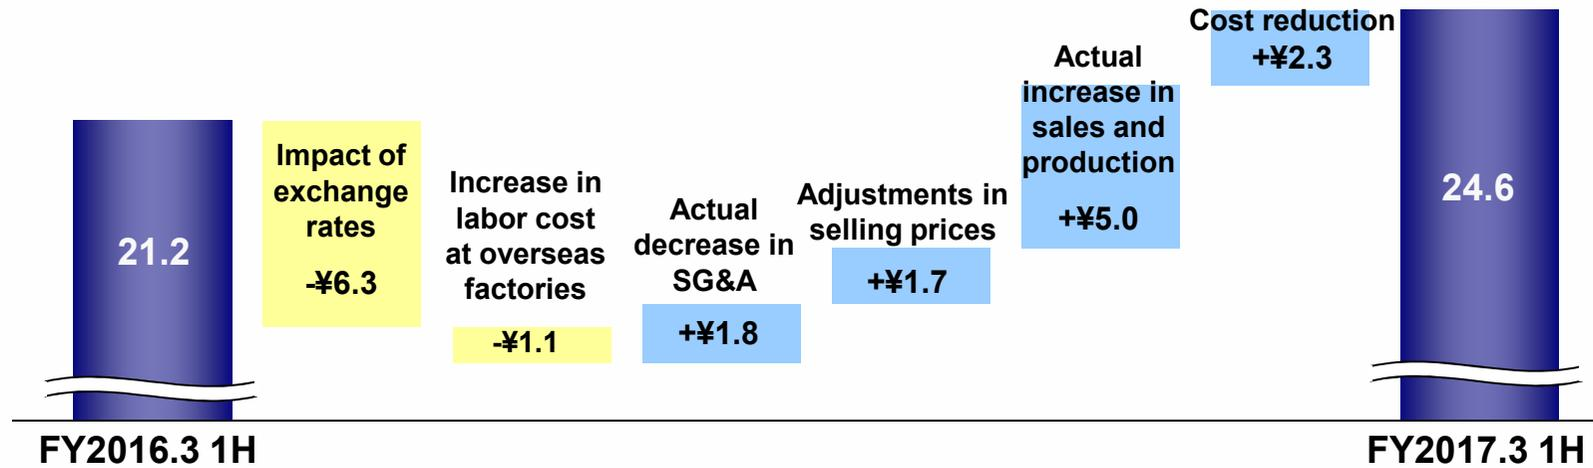 21.2
FY2016.3 1H
Impact of
exchange
rates
-¥6.3
Increase in
labor cost
at overseas
factories
-¥1.1
Actual
decrease in
SG&A
+¥1.8
Adjustments in
selling prices
+¥1.7
Actual
increase in
sales and
production
+¥5.0
Cost reduction
+¥2.3
24.6
FY2017.3 1H